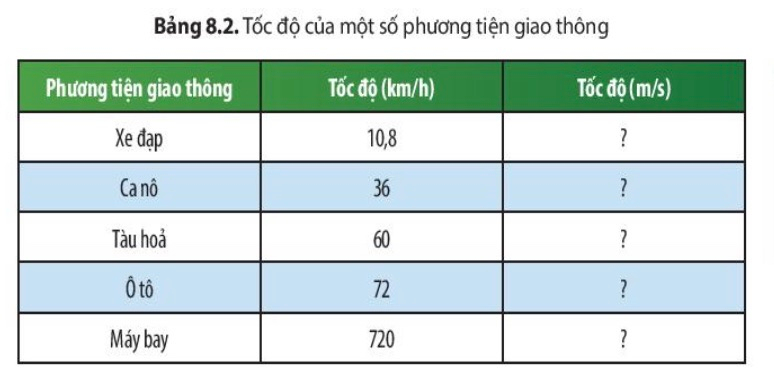 Bảng 8.2. Tốc độ của một số phương tiện giao thông
Phương tiện giao thông Tốc độ (km/h) Tốc độ (m/s)
Xe đạp 10,8 ?
Ca nô 36 ?
Tàu hoả 60 ?
Ô tô 72 ?
Máy bay 720 ?